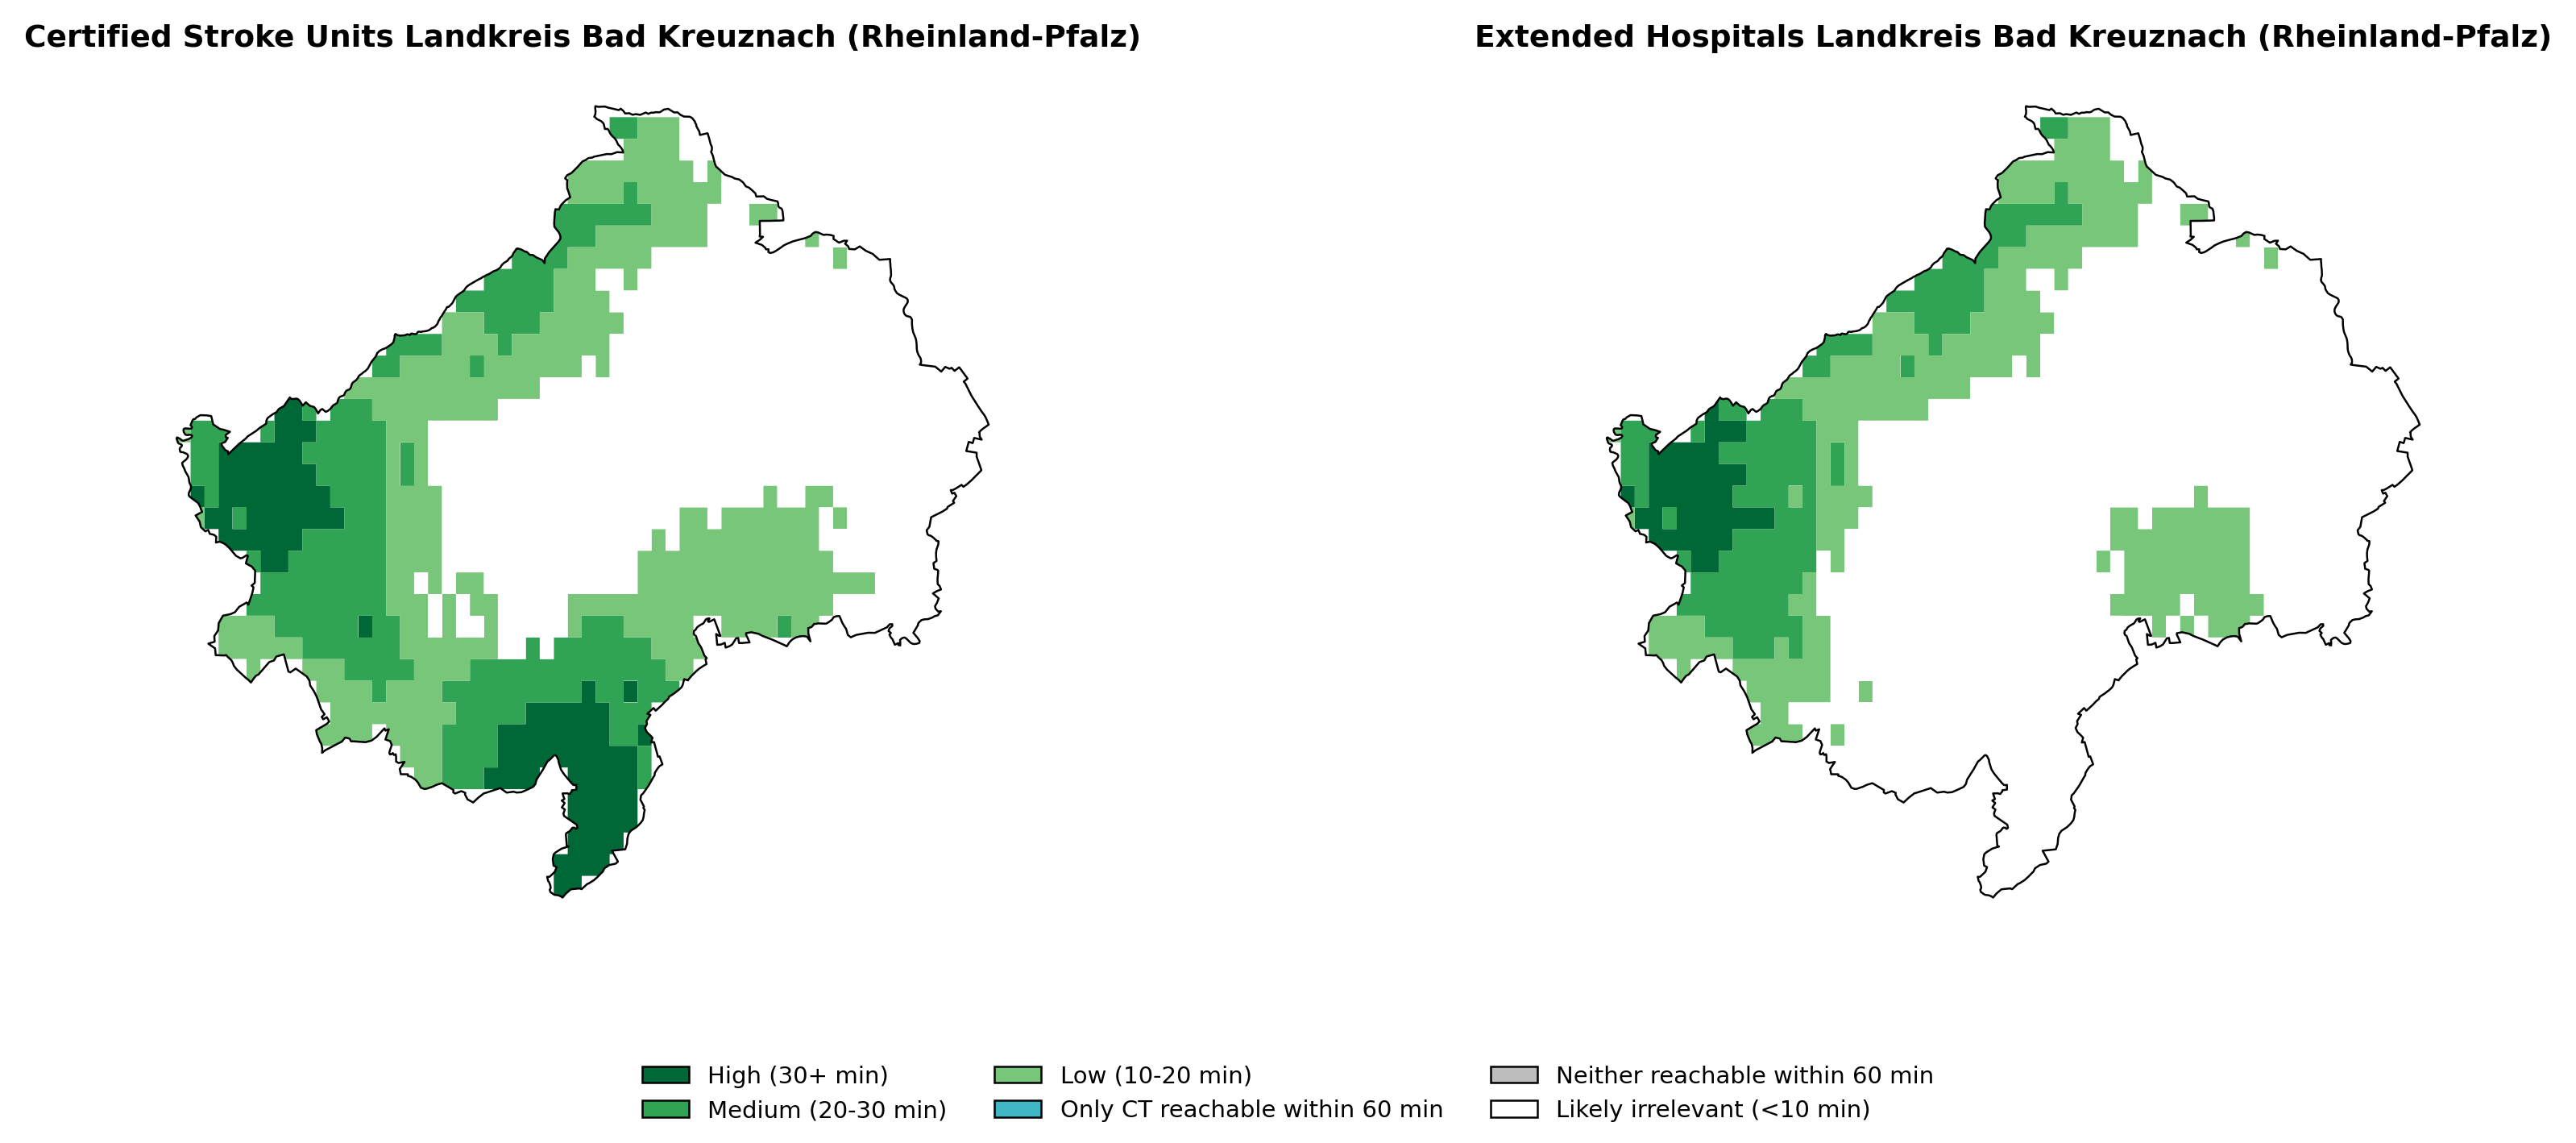 Certified Stroke Units Landkreis Bad Kreuznach (Rheinland-Pfalz)
Extended Hospitals Landkreis Bad Kreuznach (Rheinland-Pfalz)
High (30+ min)
Medium (20-30 min)
Low (10-20 min)
Only CT reachable within 60 min
Neither reachable within 60 min
Likely irrelevant (<10 min)